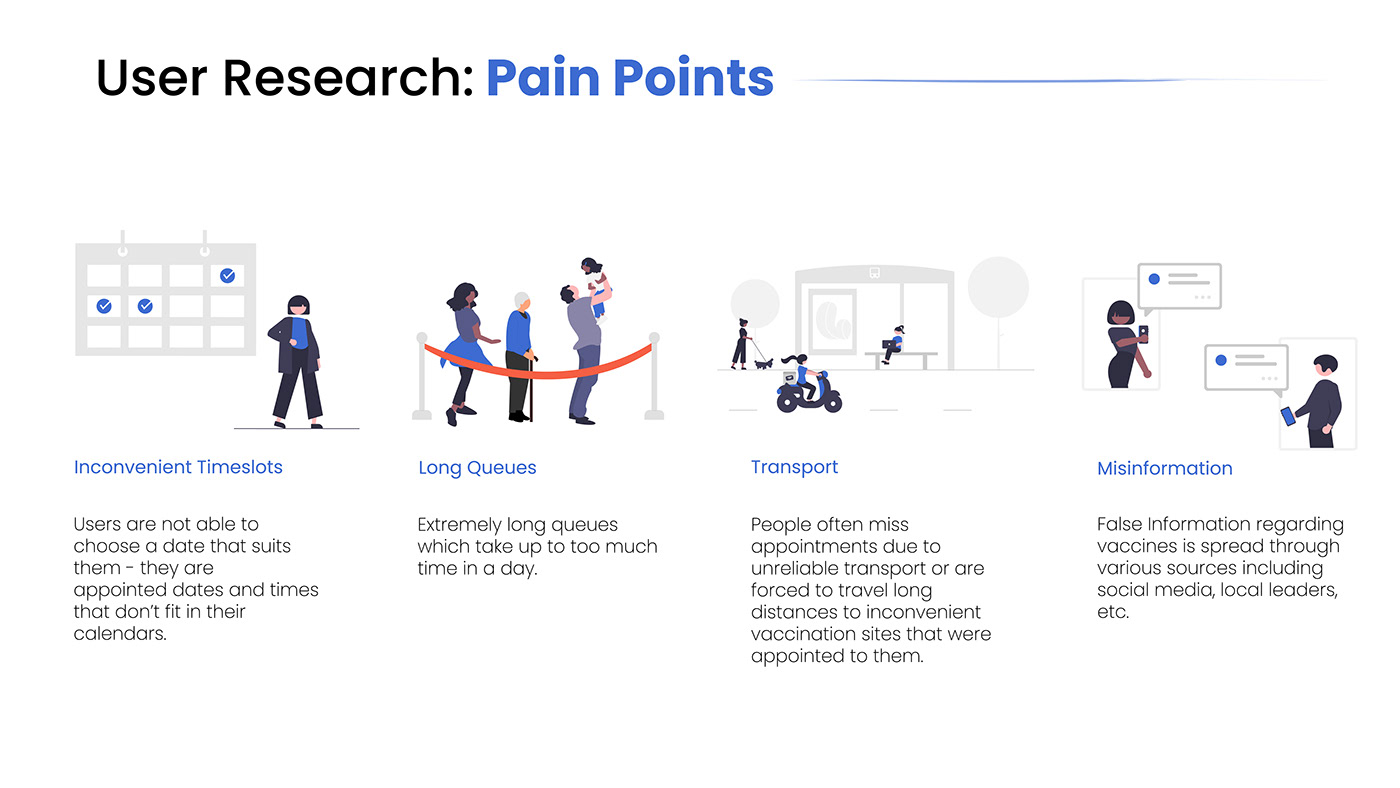 User Research: Pain Points
Inconvenient Timeslots
Users are not able to
choose a date that suits
them - they are
appointed dates and times
that don’t fit in their
calendars.
Long Queues
Extremely long queues
which take up to too much
time in a day.
Transport
People often miss
appointments due to
unreliable transport or are
forced to travel long
distances to inconvenient
vaccination sites that were
appointed to them.
Misinformation
False Information regarding
vaccines is spread through
various sources including
social media, local leaders,
etc.